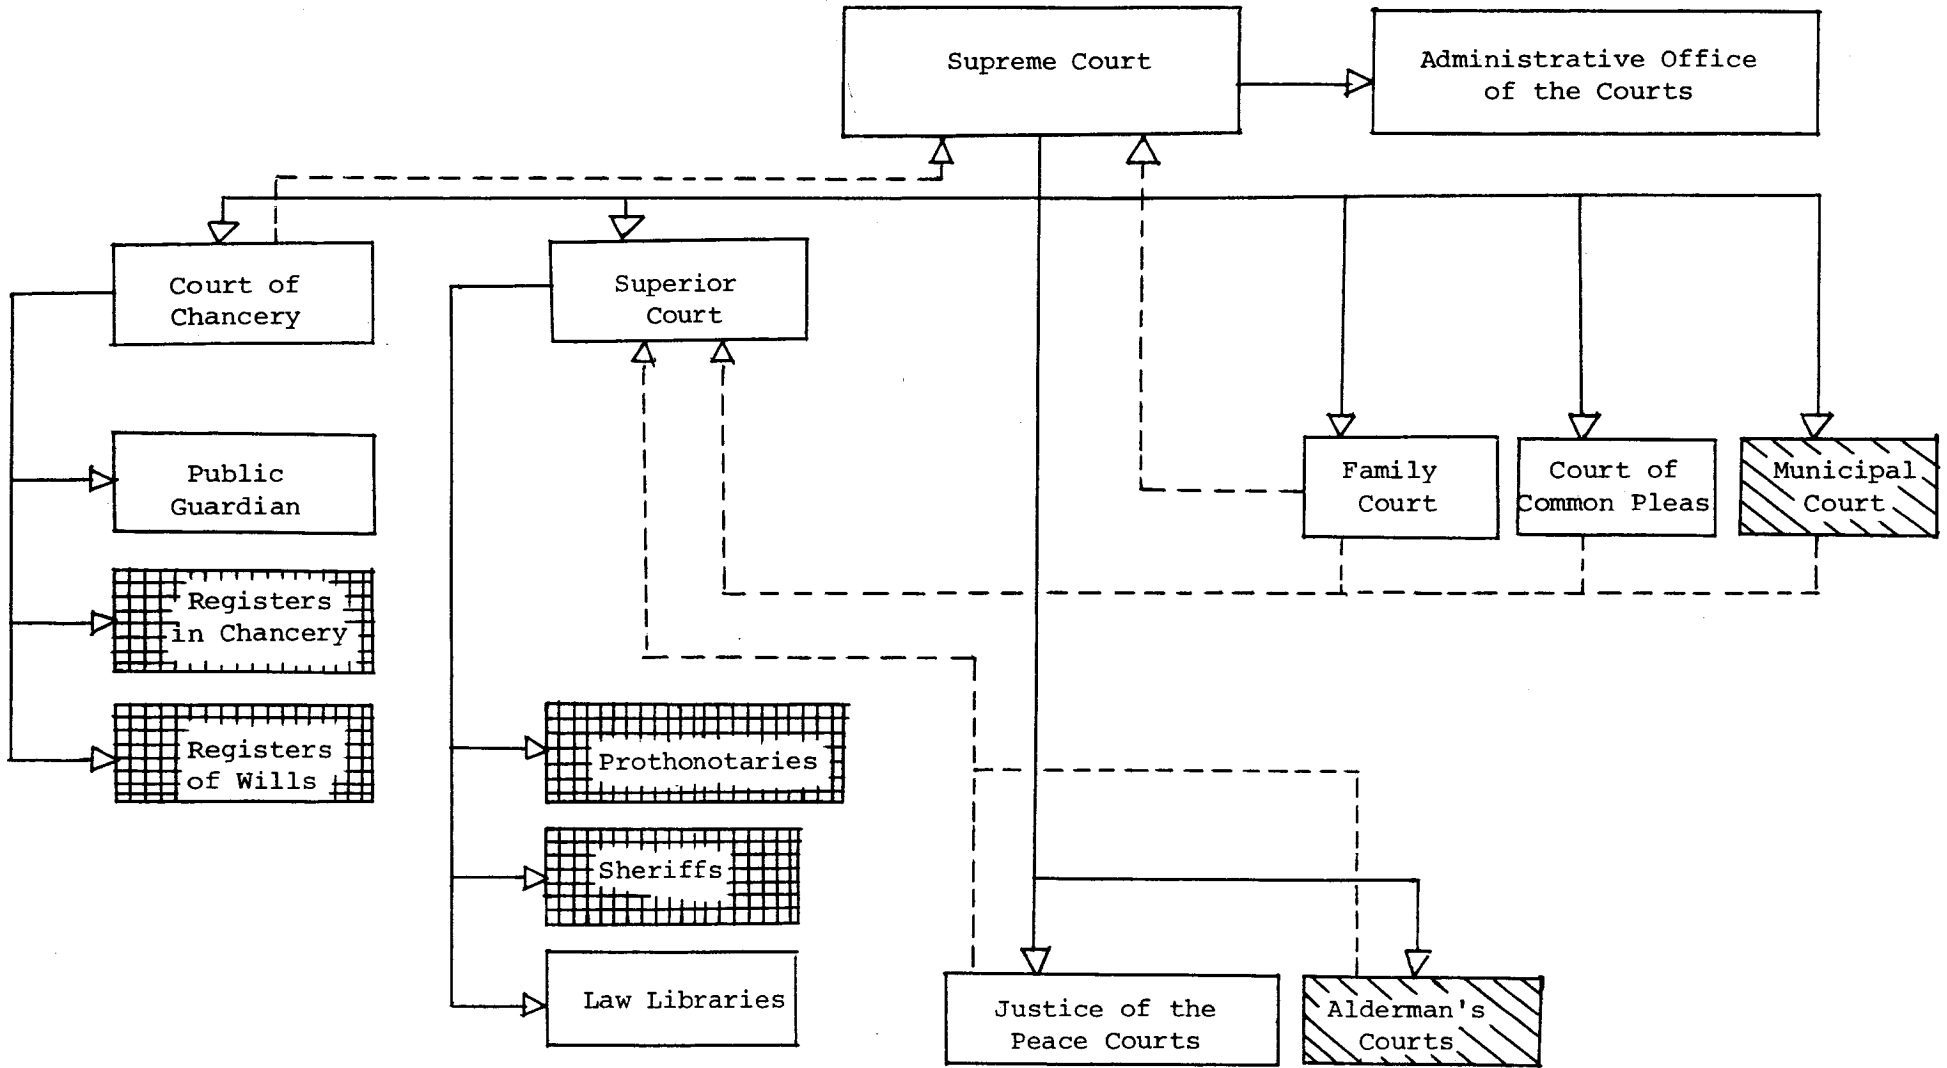 Supreme Court
Administrative Office
of the Courts
Court of
Chancery
Superior
Court
Public
Guardian
Family
Court
Court of
Common Pleas
Municipal
Court
Registers
in Chancery
Registers
of Wills
Prothonotaries
Sheriffs
Law Libraries
Justice of the
Peace Courts
Alderman's
Courts